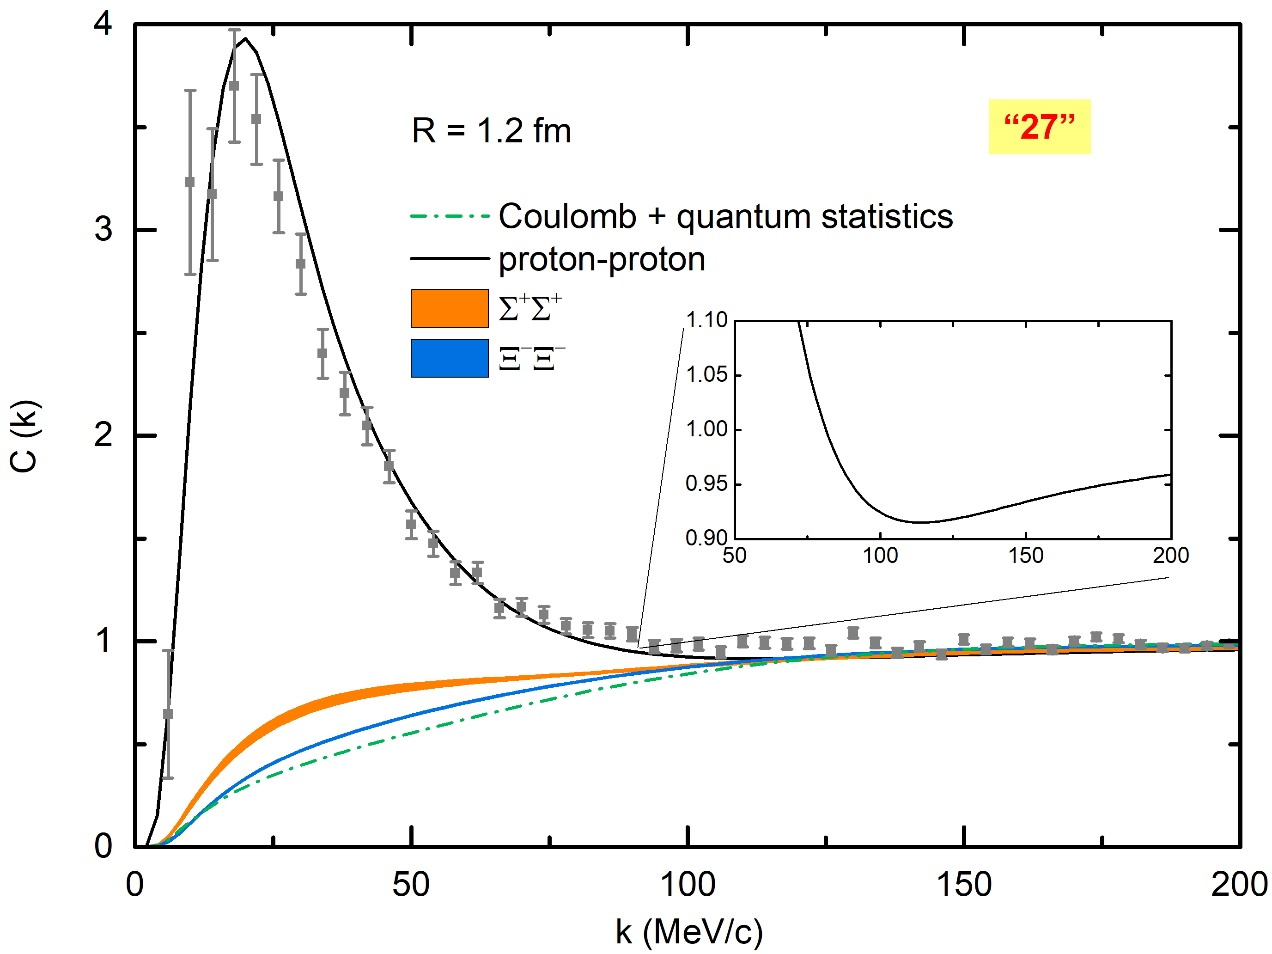 4
3
2
1
0
C (k)
R = 1.2 fm
“27”
Coulomb + quantum statistics
proton-proton
Σ⁺Σ⁺
Ξ⁻Ξ⁻
1.10
1.05
1.00
0.95
0.90
50 100 150 200
0 50 100 150 200
k (MeV/c)